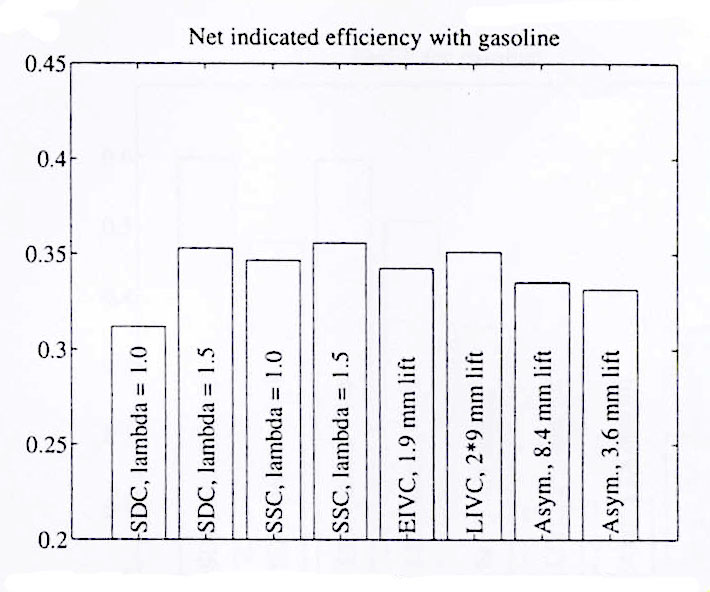 Net indicated efficiency with gasoline
0.45
0.4
0.35
0.3
0.25
0.2
SDC, lambda = 1.0
SDC, lambda = 1.5
SSC, lambda = 1.0
SSC, lambda = 1.5
EIVC, 1.9 mm lift
LIVC, 2*9 mm lift
Asym., 8.4 mm lift
Asym., 3.6 mm lift